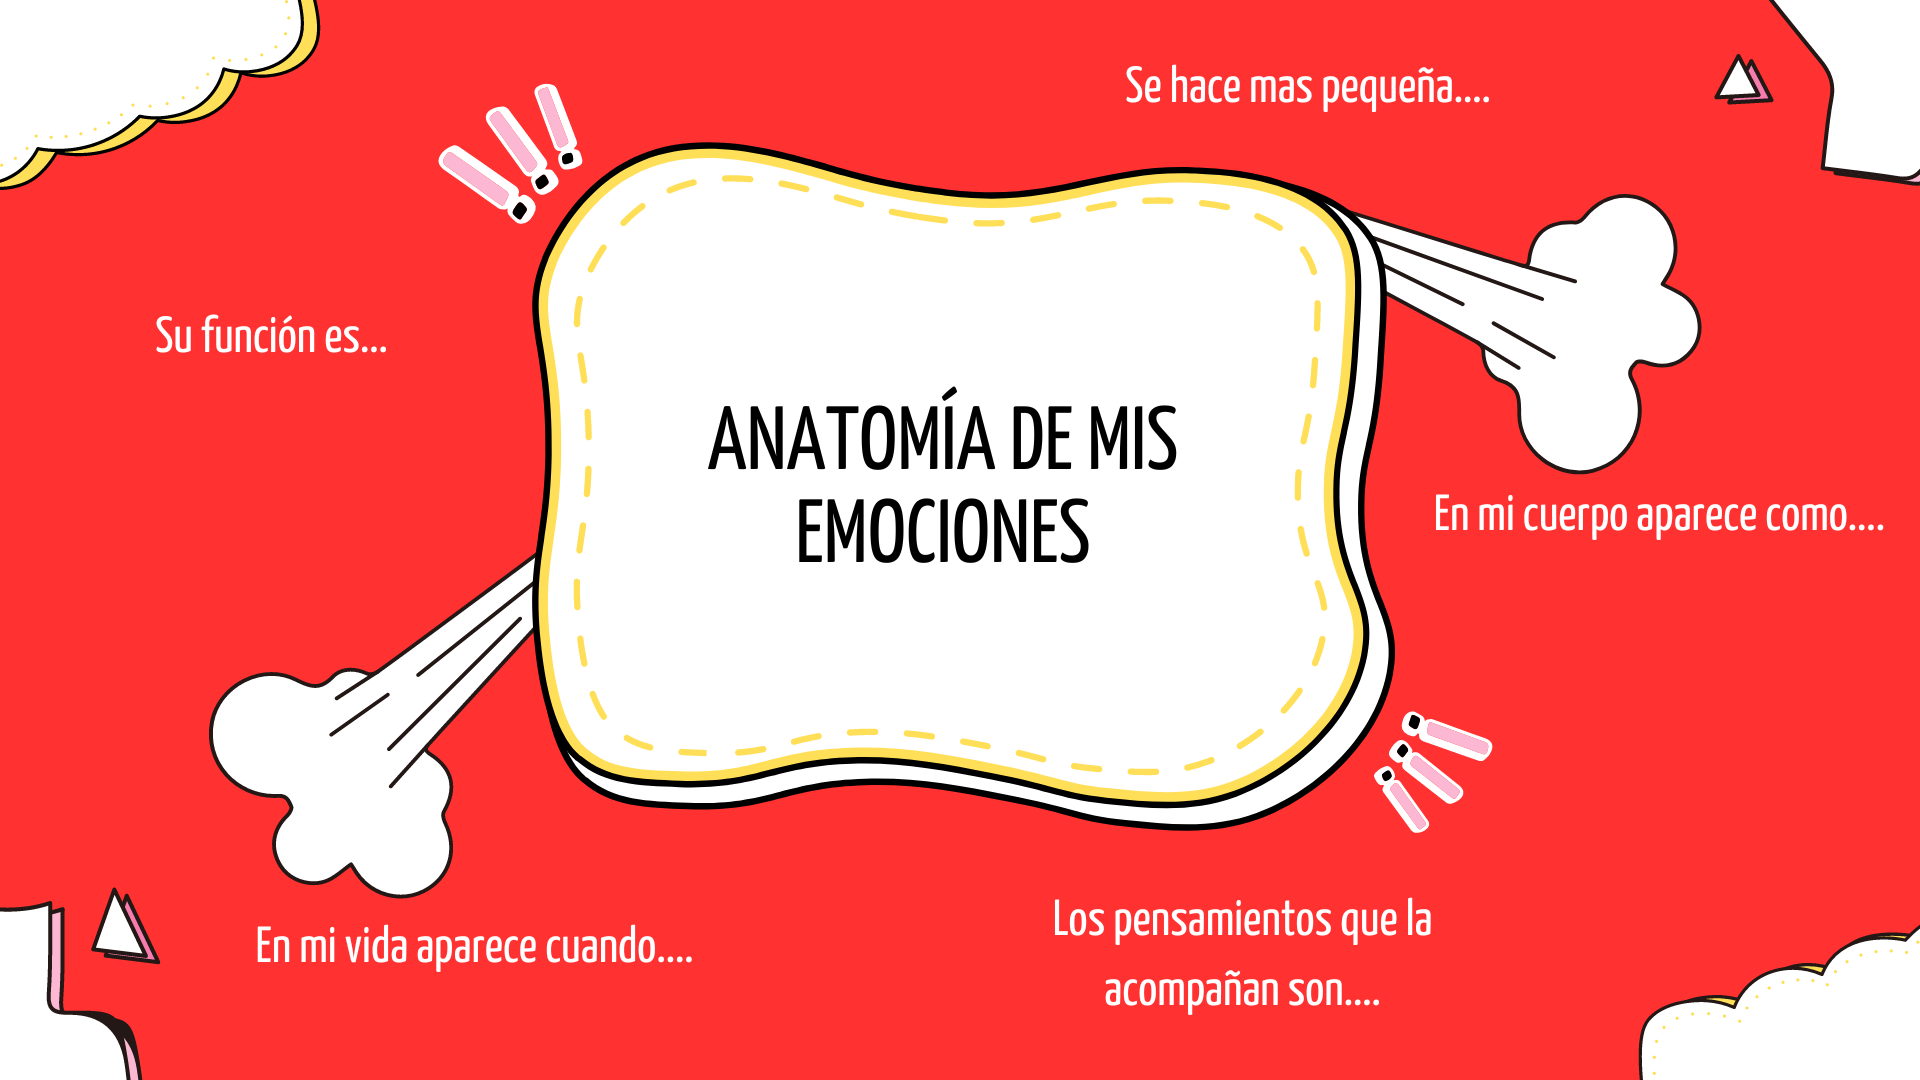 Se hace mas pequeña....
Su función es...
ANATOMÍA DE MIS
EMOCIONES
En mi cuerpo aparece como....
En mi vida aparece cuando....
Los pensamientos que la
acompañan son....